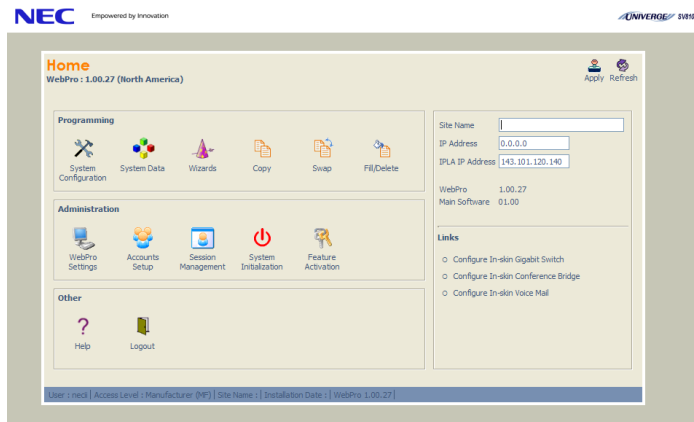 NEC Empowered by Innovation
UNIVERGE SV810
Home
WebPro : 1.00.27 (North America)
Apply Refresh
Programming
System Configuration
System Data
Wizards
Copy
Swap
Fill/Delete
Administration
WebPro Settings
Accounts Setup
Session Management
System Initialization
Feature Activation
Other
Help
Logout
Site Name
IP Address 0.0.0.0
IPLA IP Address 143.101.120.140
WebPro 1.00.27
Main Software 01.00
Links
Configure In-skin Gigabit Switch
Configure In-skin Conference Bridge
Configure In-skin Voice Mail
User : necii | Access Level : Manufacturer (MF) | Site Name : | Installation Date : | WebPro 1.00.27|